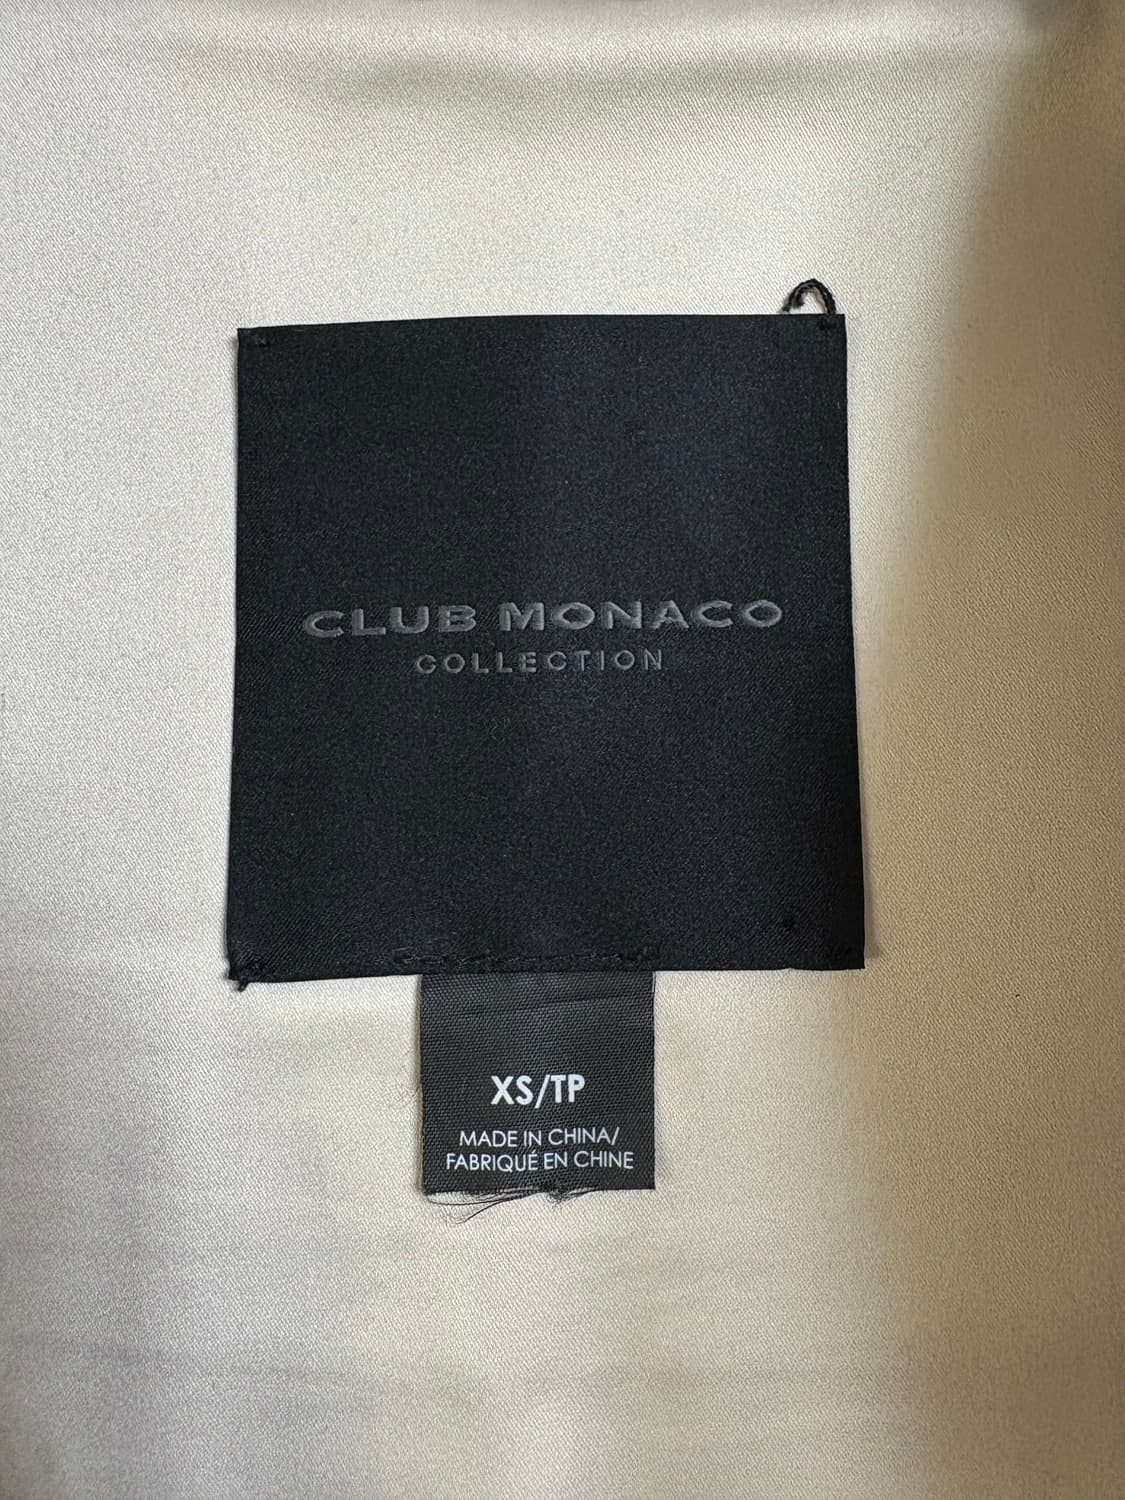 CLUB MONACO
COLLECTION
XS/TP
MADE IN CHINA/
FABRIQUÉ EN CHINE